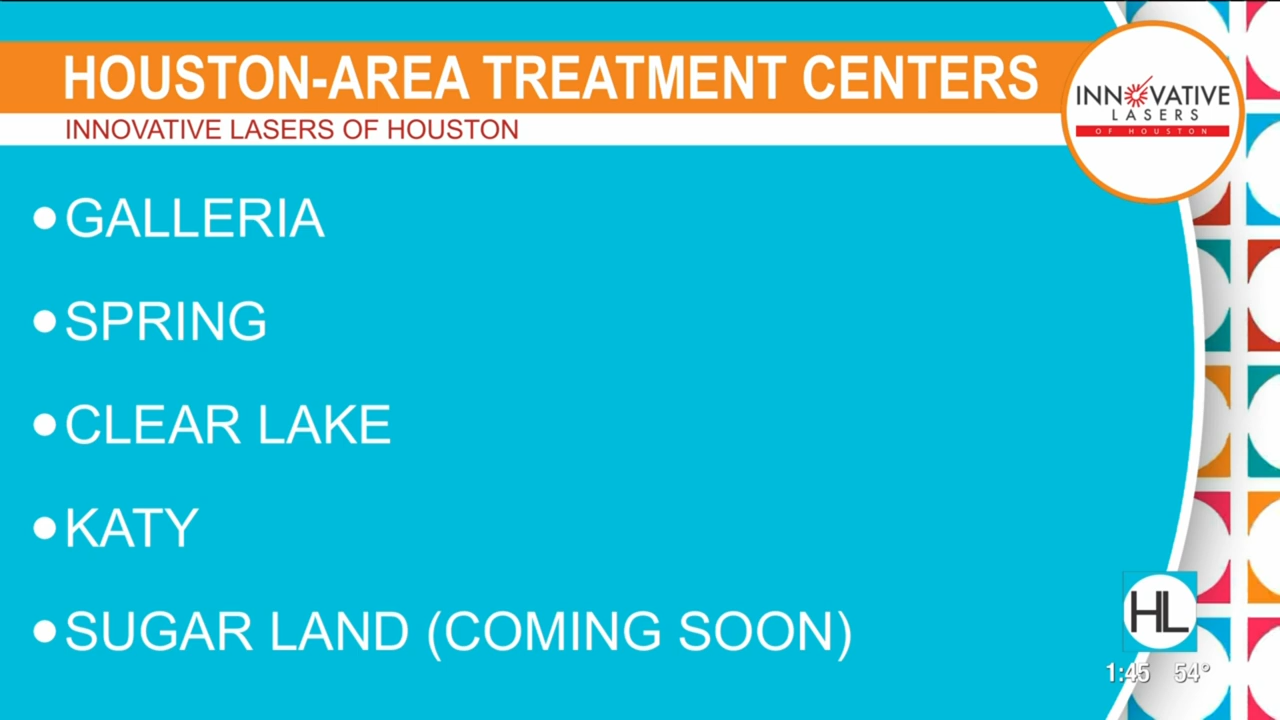 HOUSTON-AREA TREATMENT CENTERS
INNOVATIVE LASERS OF HOUSTON
INNOVATIVE
LASERS
OF HOUSTON
•GALLERIA
•SPRING
•CLEAR LAKE
•KATY
•SUGAR LAND (COMING SOON)
HL
1:45 54°